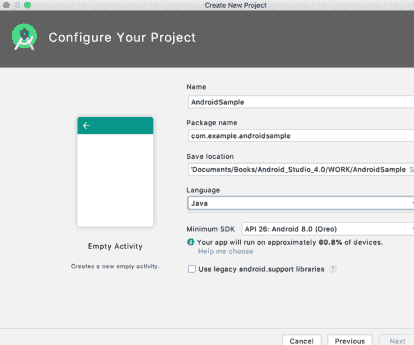 Create New Project
Configure Your Project
Name
AndroidSample
Package name
com.example.androidsample
Save location
'Documents/Books/Android_Studio_4.0/WORK/AndroidSample
Language
Java
Minimum SDK API 26: Android 8.0 (Oreo)
Your app will run on approximately 60.8% of devices.
Help me choose
Use legacy android.support libraries ?
Empty Activity
Creates a new empty activity.
Cancel Previous Next